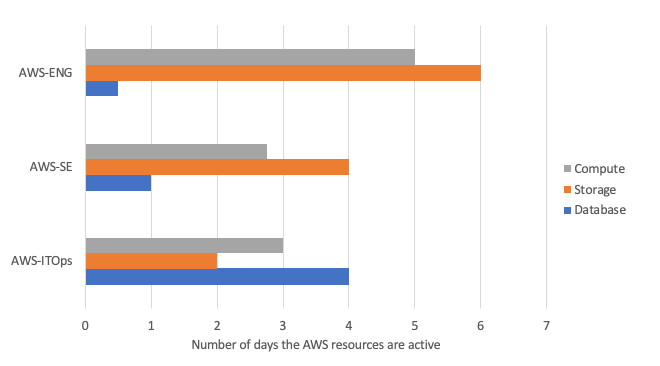 AWS-ENG
AWS-SE
AWS-ITOps
Compute
Storage
Database
0 1 2 3 4 5 6 7
Number of days the AWS resources are active